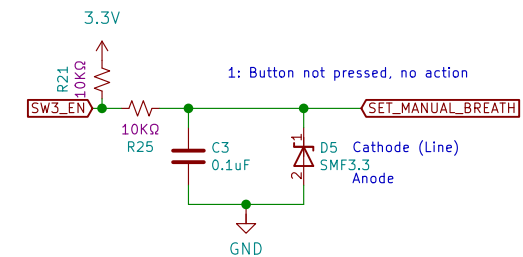 3.3V
R21
10KΩ
1: Button not pressed, no action
SW3_EN
SET_MANUAL_BREATH
10KΩ
R25
C3
0.1uF
1
D5
SMF3.3
2
Cathode (Line)
Anode
GND